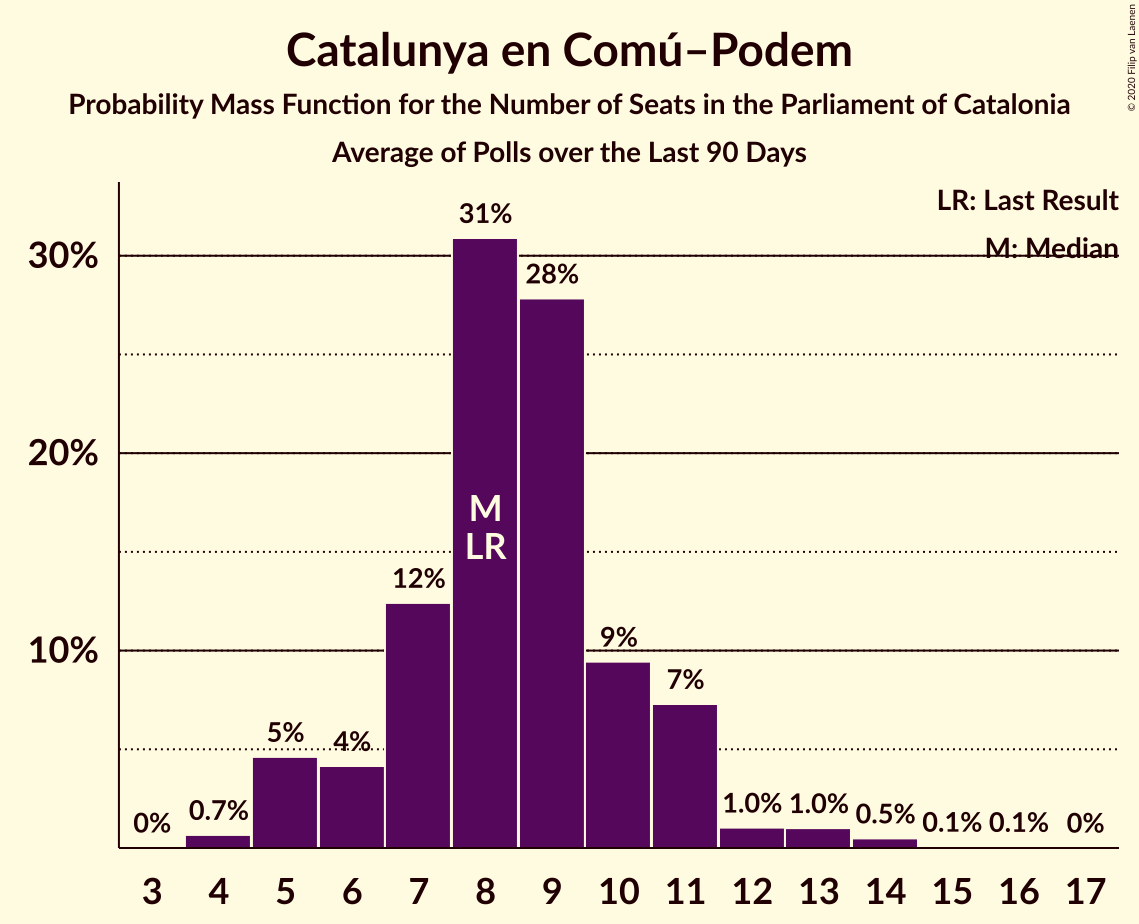 Catalunya en Comú–Podem
Probability Mass Function for the Number of Seats in the Parliament of Catalonia
Average of Polls over the Last 90 Days
© 2020 Filip van Laenen
LR: Last Result
M: Median
30%
20%
10%
0%
0.7%
5%
4%
12%
31%
28%
9%
7%
1.0%
1.0%
0.5%
0.1%
0.1%
0%
M
LR
3 4 5 6 7 8 9 10 11 12 13 14 15 16 17